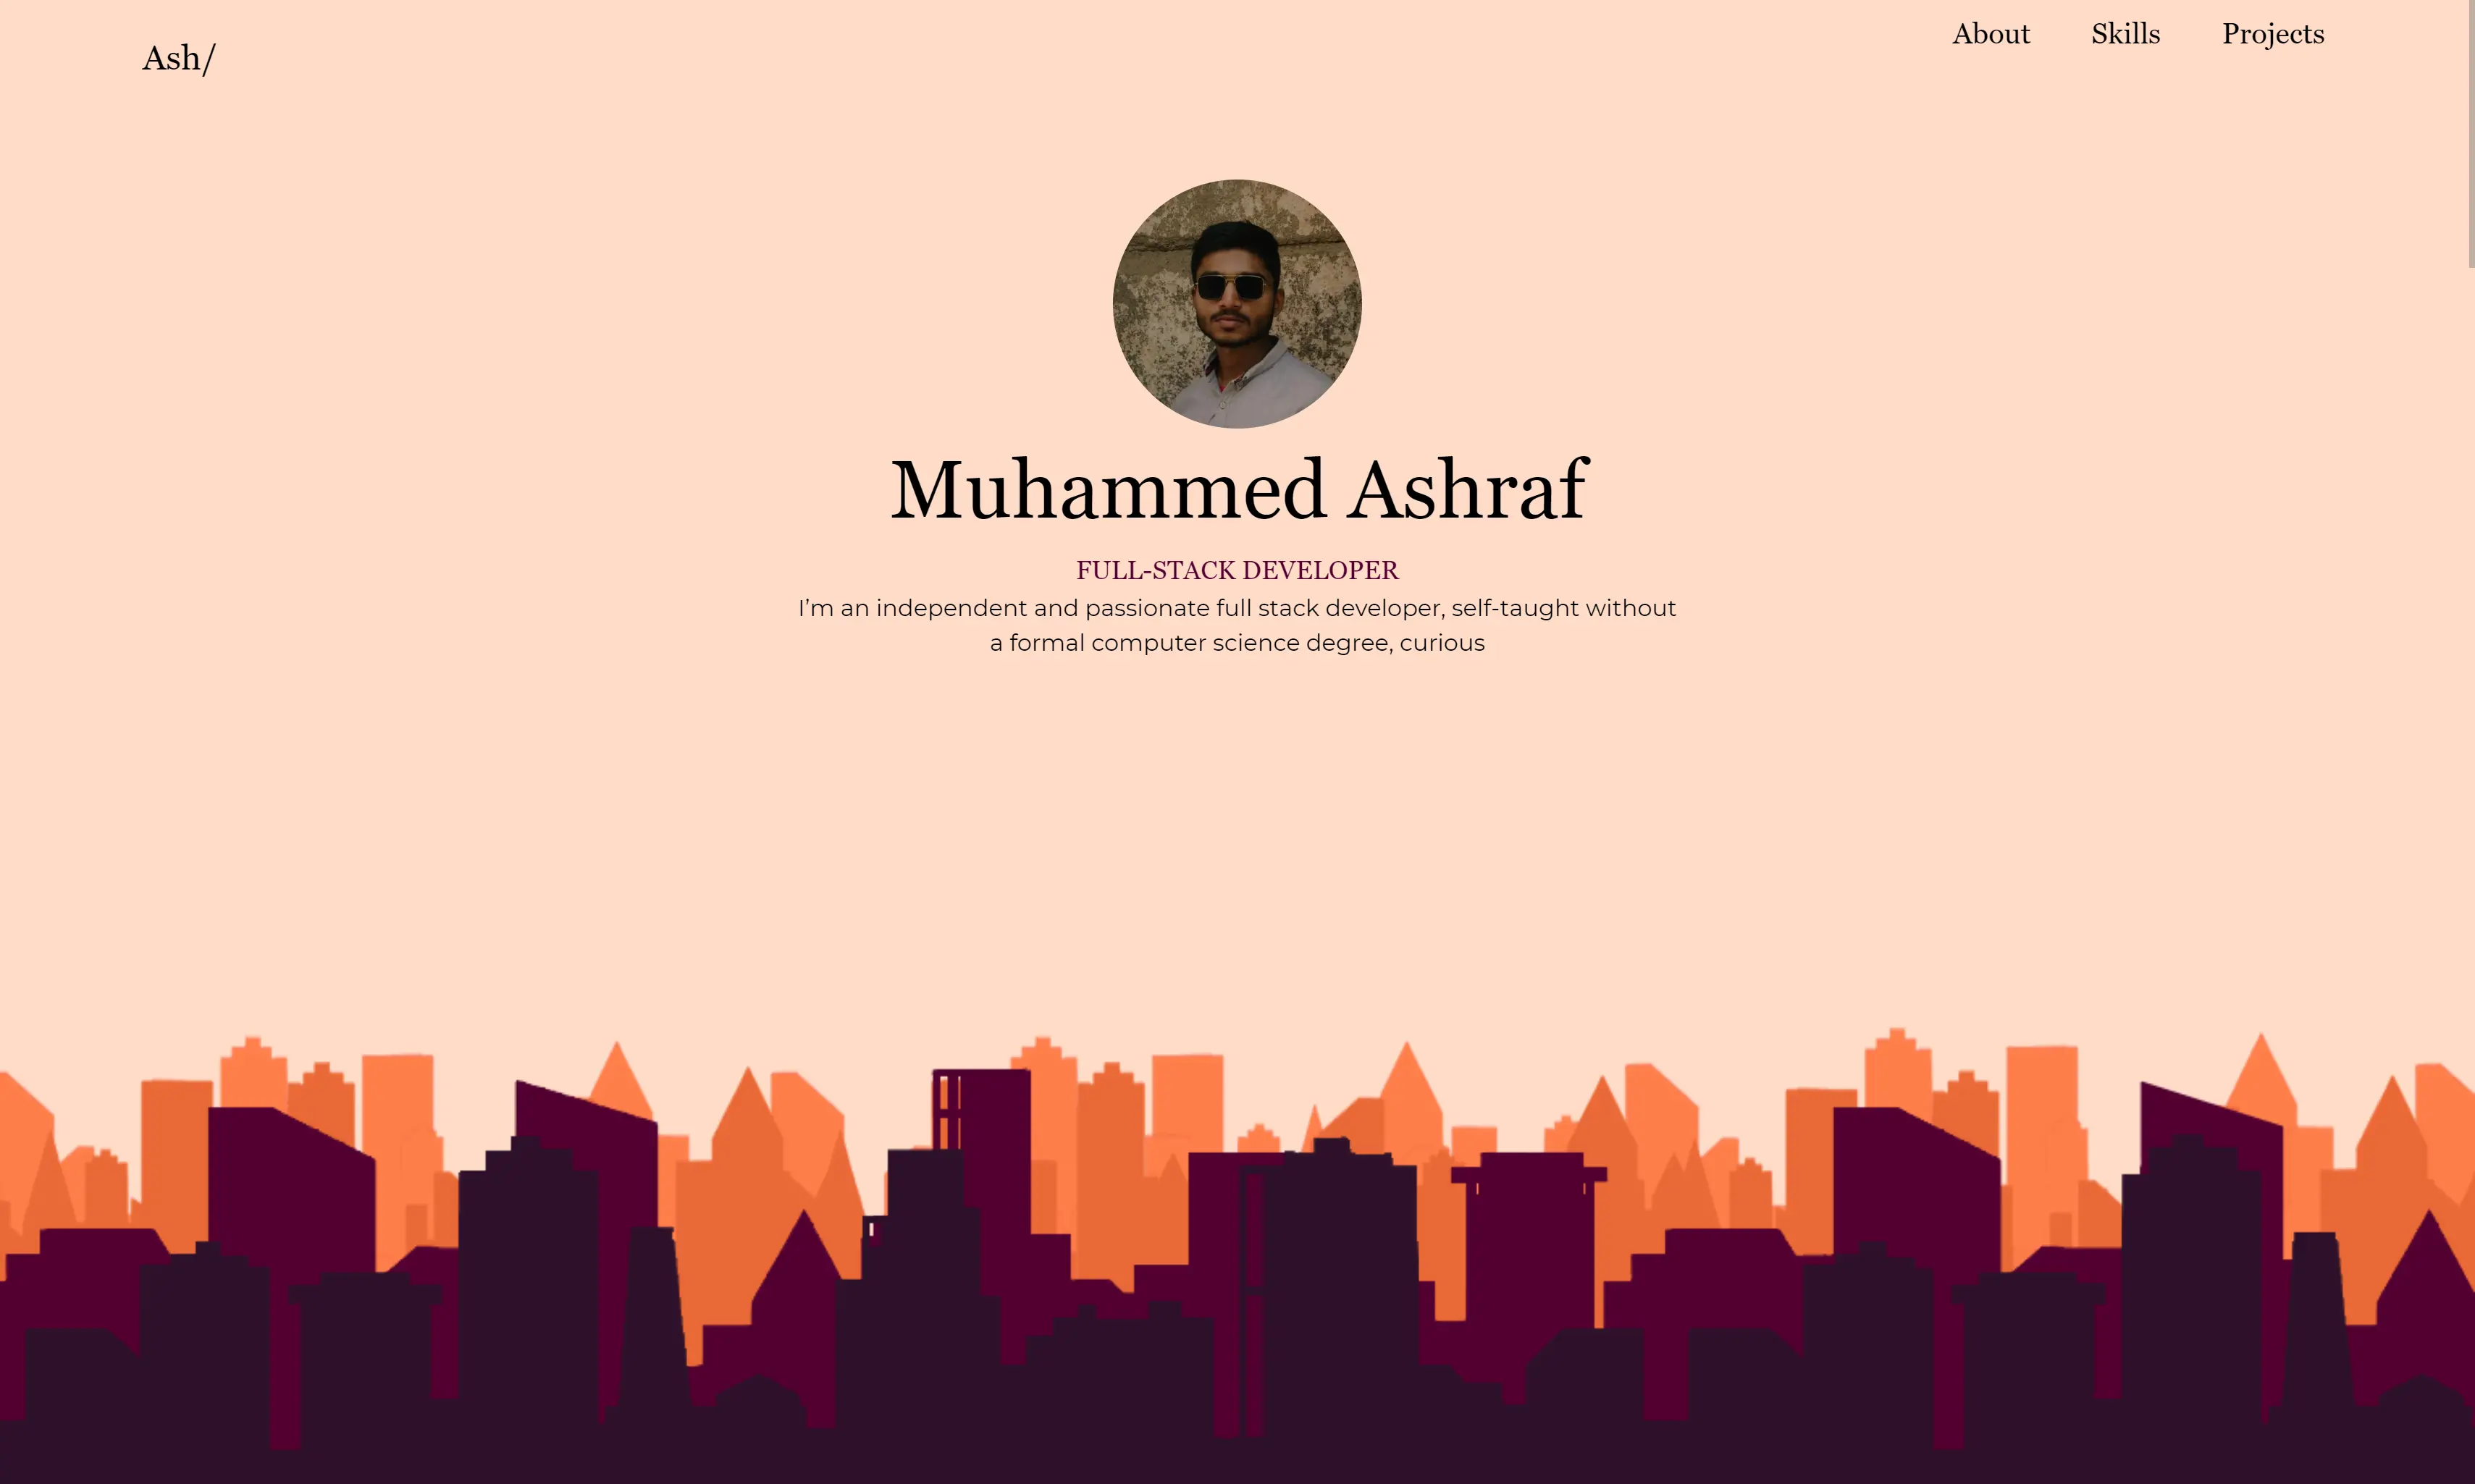 Ash/
About Skills Projects
Muhammed Ashraf
FULL-STACK DEVELOPER
I’m an independent and passionate full stack developer, self-taught without
a formal computer science degree, curious